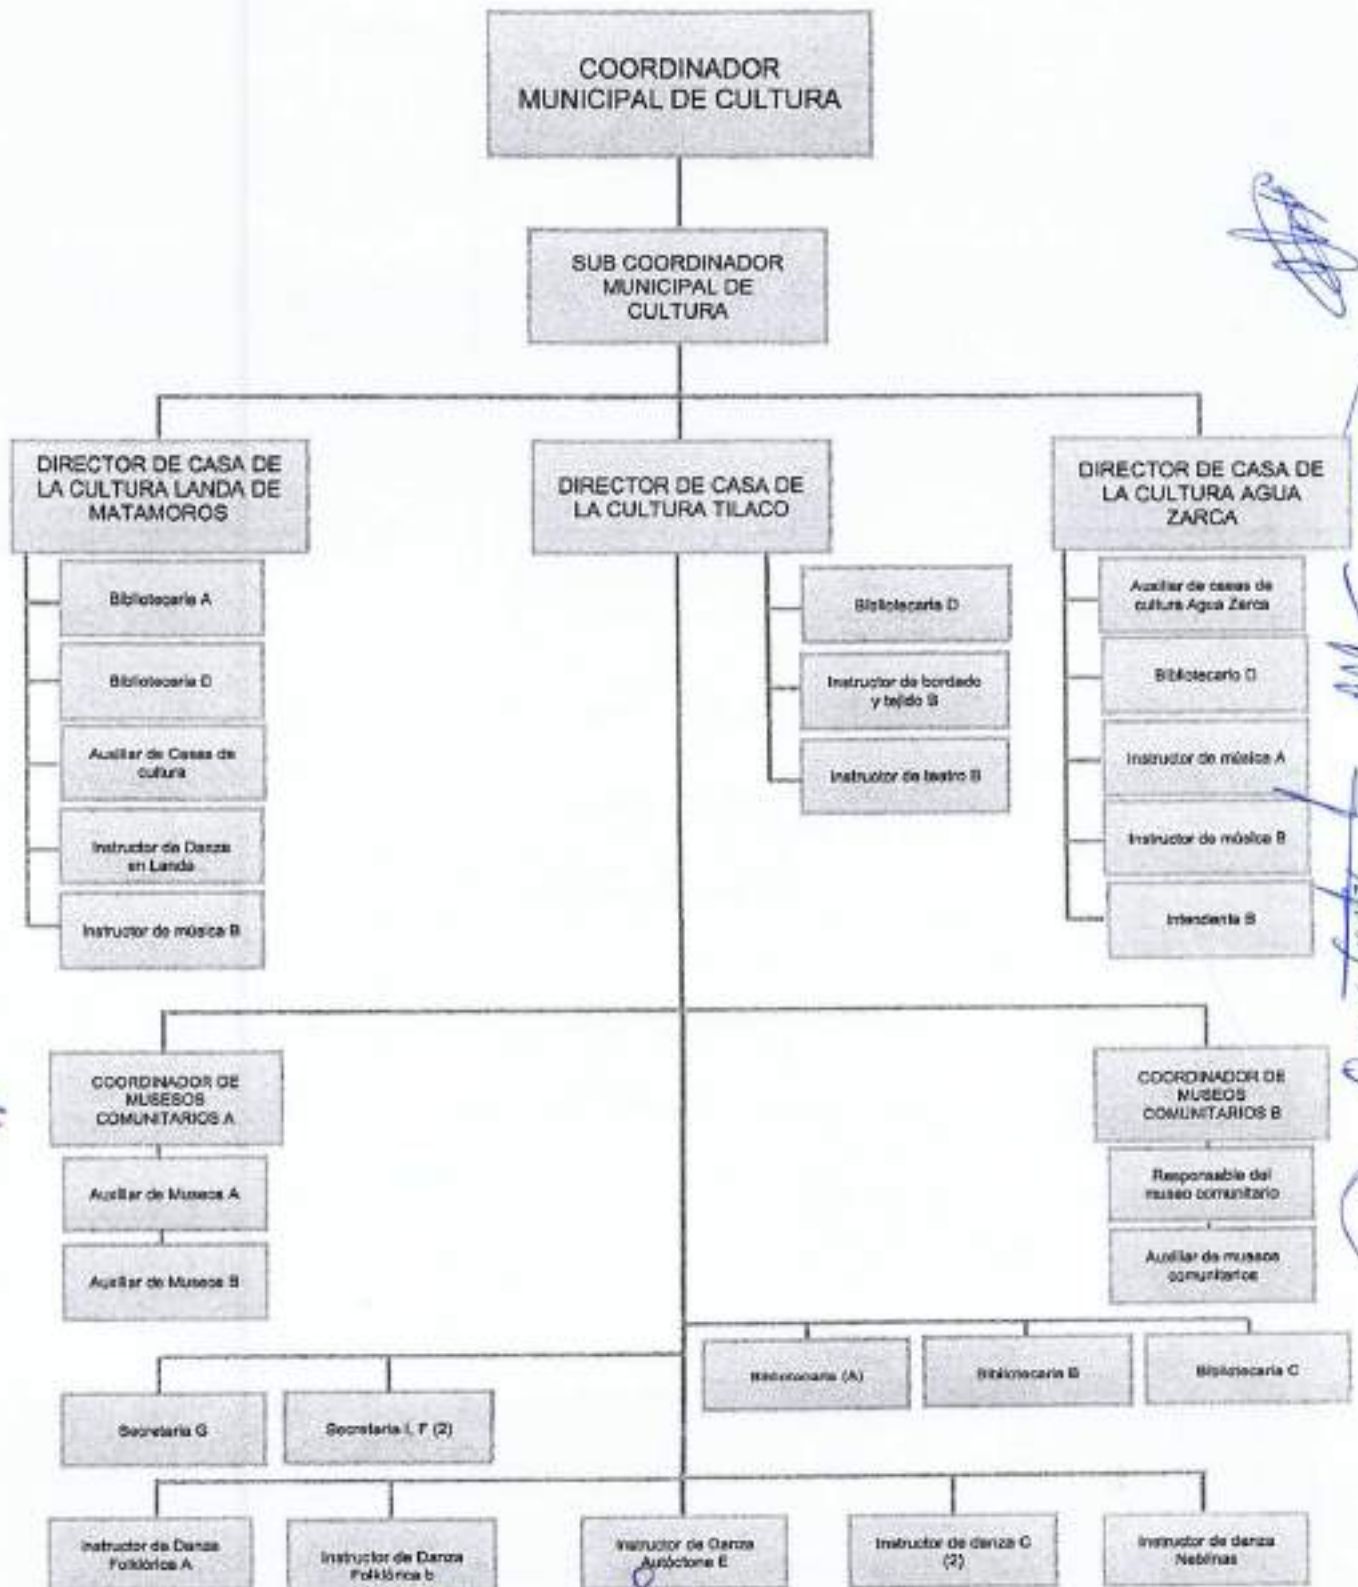 COORDINADOR
MUNICIPAL DE CULTURA
SUB COORDINADOR
MUNICIPAL DE
CULTURA
DIRECTOR DE CASA DE
LA CULTURA LANDA DE
MATAMOROS
DIRECTOR DE CASA DE
LA CULTURA TILACO
DIRECTOR DE CASA DE
LA CULTURA AGUA
ZARCA
Bibliotecaria A
Bibliotecaria D
Auxiliar de Casas de
cultura
Instructor de Danza
en Landa
Instructor de música B
Bibliotecaria D
Instructor de bordado
y tejido B
Instructor de teatro B
Auxiliar de casas de
cultura Agua Zarca
Bibliotecario D
Instructor de música A
Instructor de música B
Intendenta B
COORDINADOR DE
MUSESOS
COMUNITARIOS A
Auxiliar de Museos A
Auxiliar de Museos B
COORDINADOR DE
MUSEOS
COMUNITARIOS B
Responsable del
museo comunitario
Auxiliar de museos
comunitarios
Bibliotecaria (A)
Bibliotecaria B
Bibliotecaria C
Secretaria G
Secretaria I, F (2)
Instructor de Danza
Folklórica A
Instructor de Danza
Folklórica b
Instructor de Danza
Autóctona E
Instructor de danza C
(2)
Instructor de danza
Neblinas